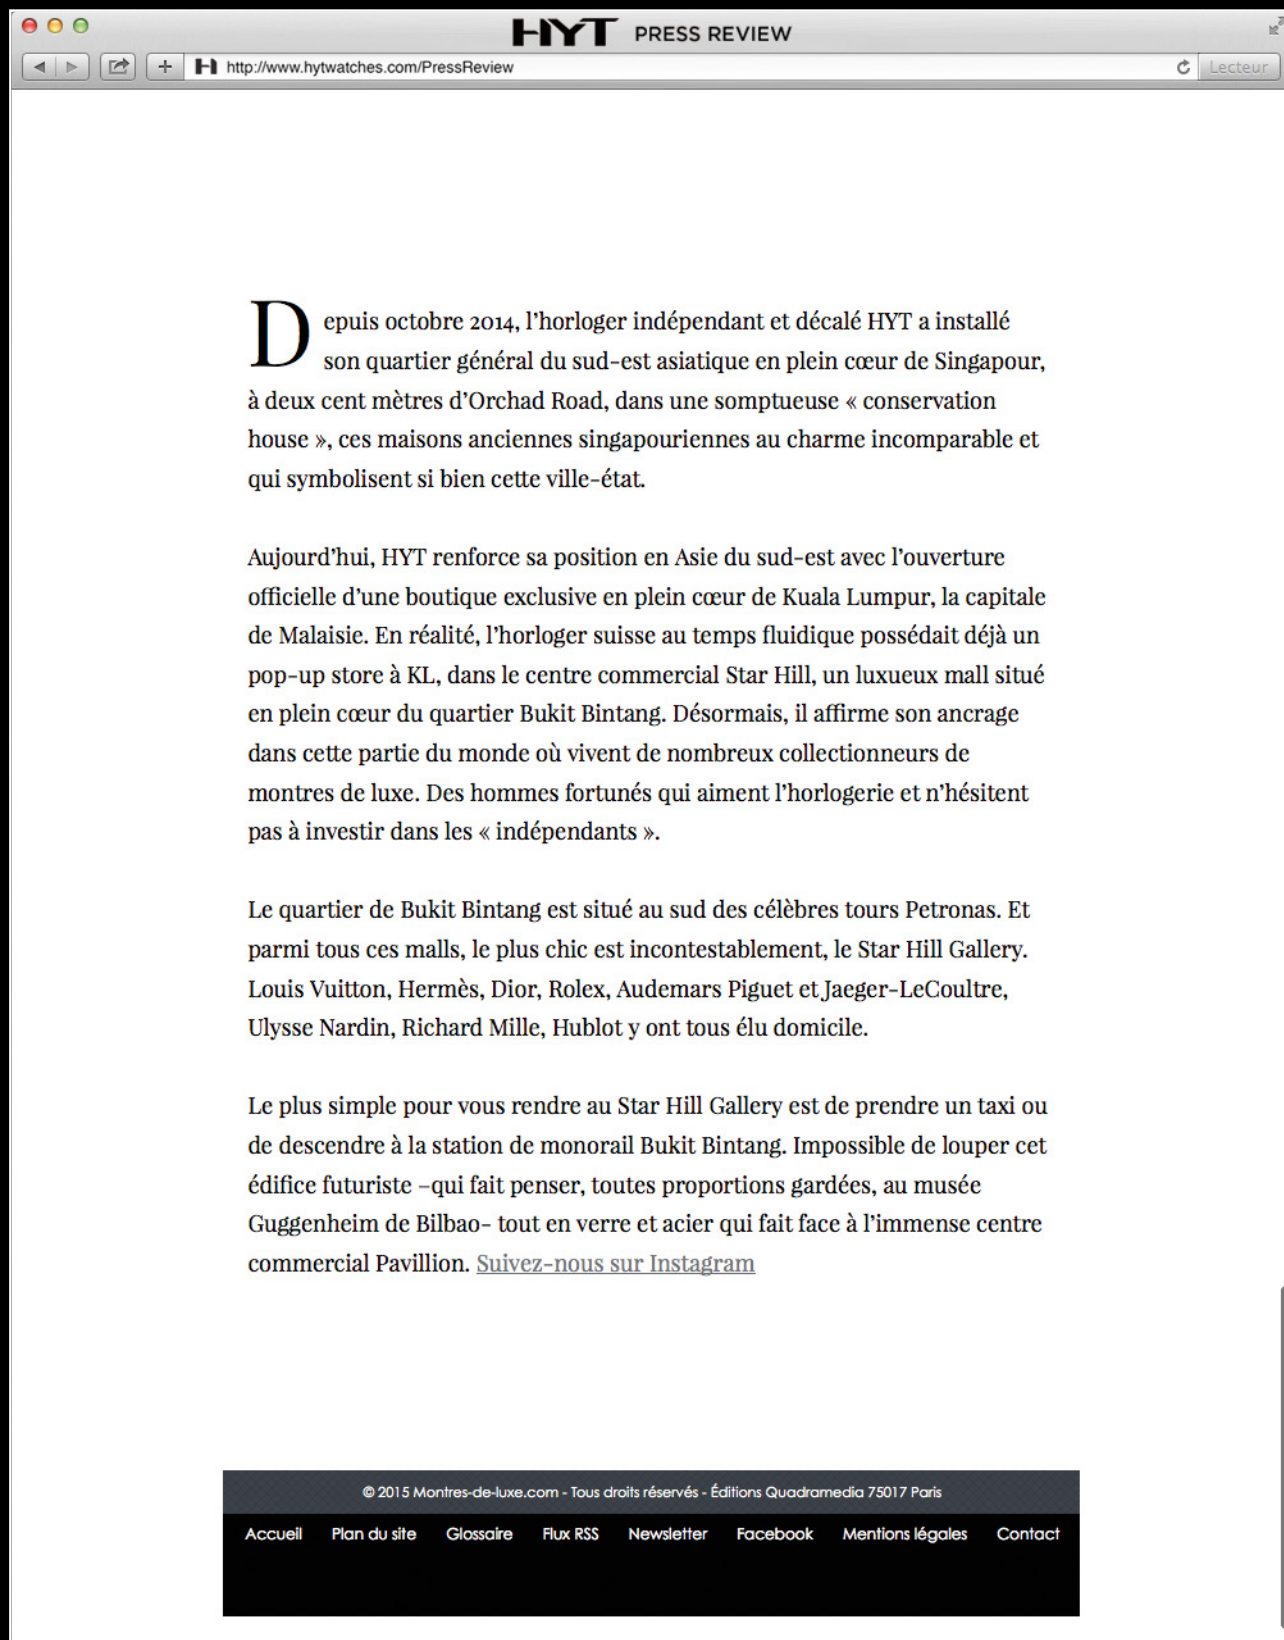 HYT PRESS REVIEW
http://www.hytwatches.com/PressReview
Lecteur
Depuis octobre 2014, l’horloger indépendant et décalé HYT a installé
son quartier général du sud-est asiatique en plein cœur de Singapour,
à deux cent mètres d’Orchad Road, dans une somptueuse « conservation
house », ces maisons anciennes singapouriennes au charme incomparable et
qui symbolisent si bien cette ville-état.
Aujourd’hui, HYT renforce sa position en Asie du sud-est avec l’ouverture
officielle d’une boutique exclusive en plein cœur de Kuala Lumpur, la capitale
de Malaisie. En réalité, l’horloger suisse au temps fluidique possédait déjà un
pop-up store à KL, dans le centre commercial Star Hill, un luxueux mall situé
en plein cœur du quartier Bukit Bintang. Désormais, il affirme son ancrage
dans cette partie du monde où vivent de nombreux collectionneurs de
montres de luxe. Des hommes fortunés qui aiment l’horlogerie et n’hésitent
pas à investir dans les « indépendants ».
Le quartier de Bukit Bintang est situé au sud des célèbres tours Petronas. Et
parmi tous ces malls, le plus chic est incontestablement, le Star Hill Gallery.
Louis Vuitton, Hermès, Dior, Rolex, Audemars Piguet et Jaeger-LeCoultre,
Ulysse Nardin, Richard Mille, Hublot y ont tous élu domicile.
Le plus simple pour vous rendre au Star Hill Gallery est de prendre un taxi ou
de descendre à la station de monorail Bukit Bintang. Impossible de louper cet
édifice futuriste –qui fait penser, toutes proportions gardées, au musée
Guggenheim de Bilbao- tout en verre et acier qui fait face à l’immense centre
commercial Pavillion. Suivez-nous sur Instagram
© 2015 Montres-de-luxe.com - Tous droits réservés - Éditions Quadramedia 75017 Paris
Accueil Plan du site Glossaire Flux RSS Newsletter Facebook Mentions légales Contact